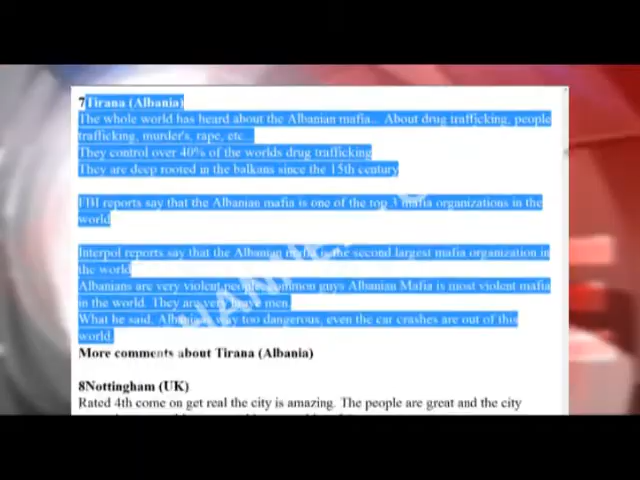 7Tirana (Albania)
The whole world has heard about the Albanian mafia... About drug trafficking, people
trafficking, murder's, rape, etc...
They control over 40% of the worlds drug trafficking
They are deep rooted in the balkans since the 15th century
FBI reports say that the Albanian mafia is one of the top 3 mafia organizations in the
world
Interpol reports say that the Albanian mafia is the second largest mafia organization in
the world
Albanians are very violent people, common guys Albanian Mafia is most violent mafia
in the world. They are very brave men.
What he said. Albania is way too dangerous, even the car crashes are out of this
world.
More comments about Tirana (Albania)
8Nottingham (UK)
Rated 4th come on get real the city is amazing. The people are great and the city